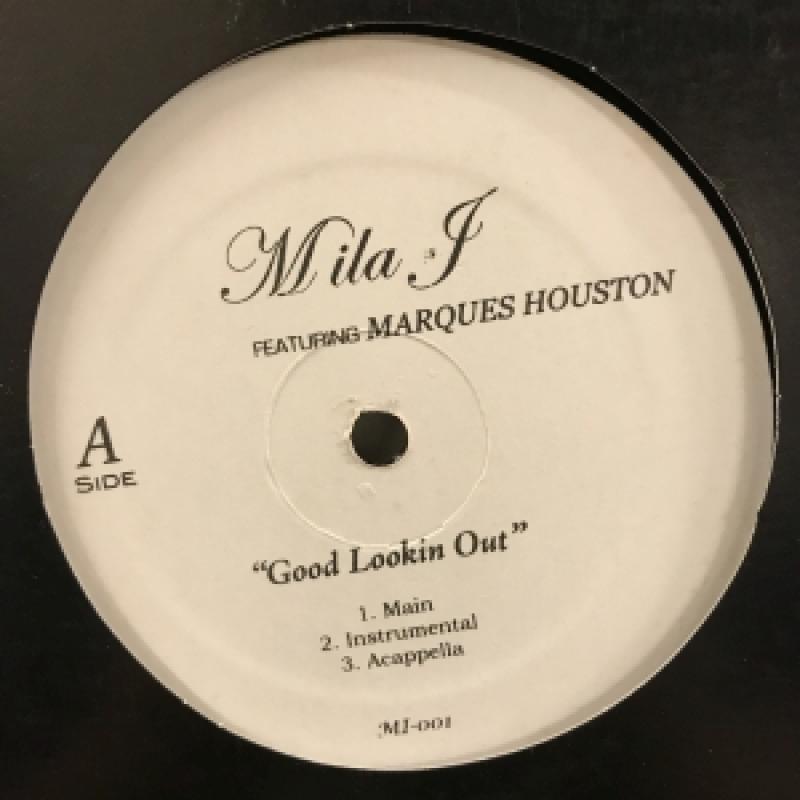 Mila J
FEATURING MARQUES HOUSTON
A
SIDE
“Good Lookin Out”
1. Main
2. Instrumental
3. Acappella
MJ-001